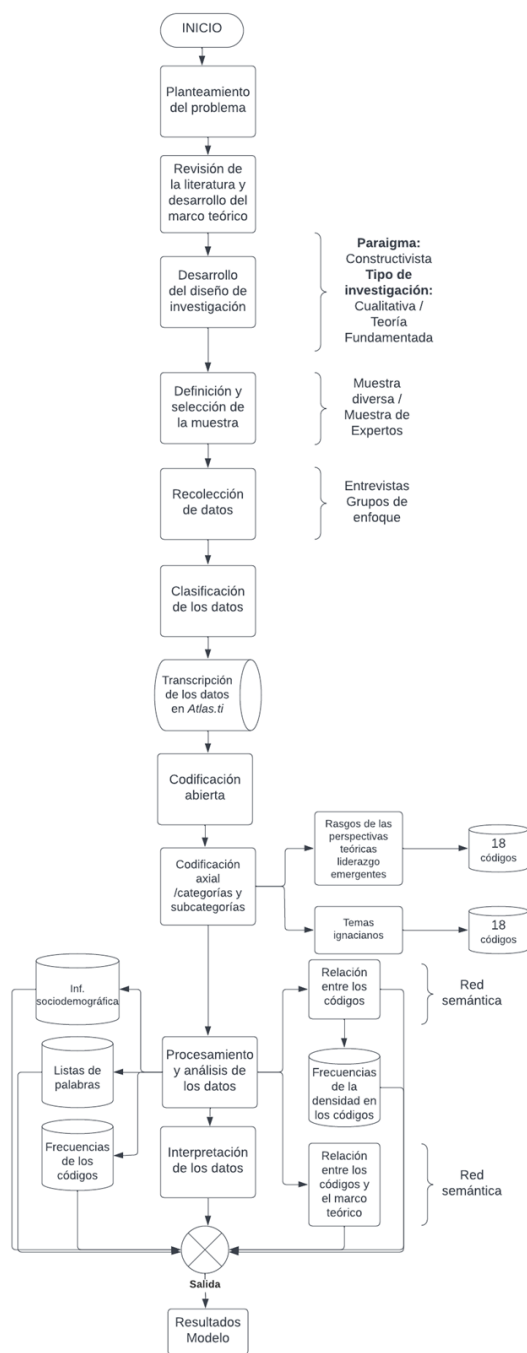 INICIO
Planteamiento
del problema
Revisión de
la literatura y
desarrollo del
marco teórico
Desarrollo
del diseño de
investigación
Paraigma:
Constructivista
Tipo de
investigación:
Cualitativa /
Teoría
Fundamentada
Definición y
selección de
la muestra
Muestra
diversa /
Muestra de
Expertos
Recolección
de datos
Entrevistas
Grupos de
enfoque
Clasificación
de los datos
Transcripción
de los datos
en Atlas.ti
Codificación
abierta
Codificación
axial
/categorías y
subcategorías
Rasgos de las
perspectivas
teóricas
liderazgo
emergentes
18
códigos
Temas
ignacianos
18
códigos
Inf.
sociodemográfica
Relación
entre los
códigos
Red
semántica
Listas de
palabras
Procesamiento
y análisis de
los datos
Frecuencias
de la
densidad en
los códigos
Frecuencias
de los
códigos
Interpretación
de los datos
Relación
entre los
códigos y
el marco
teórico
Red
semántica
Salida
Resultados
Modelo